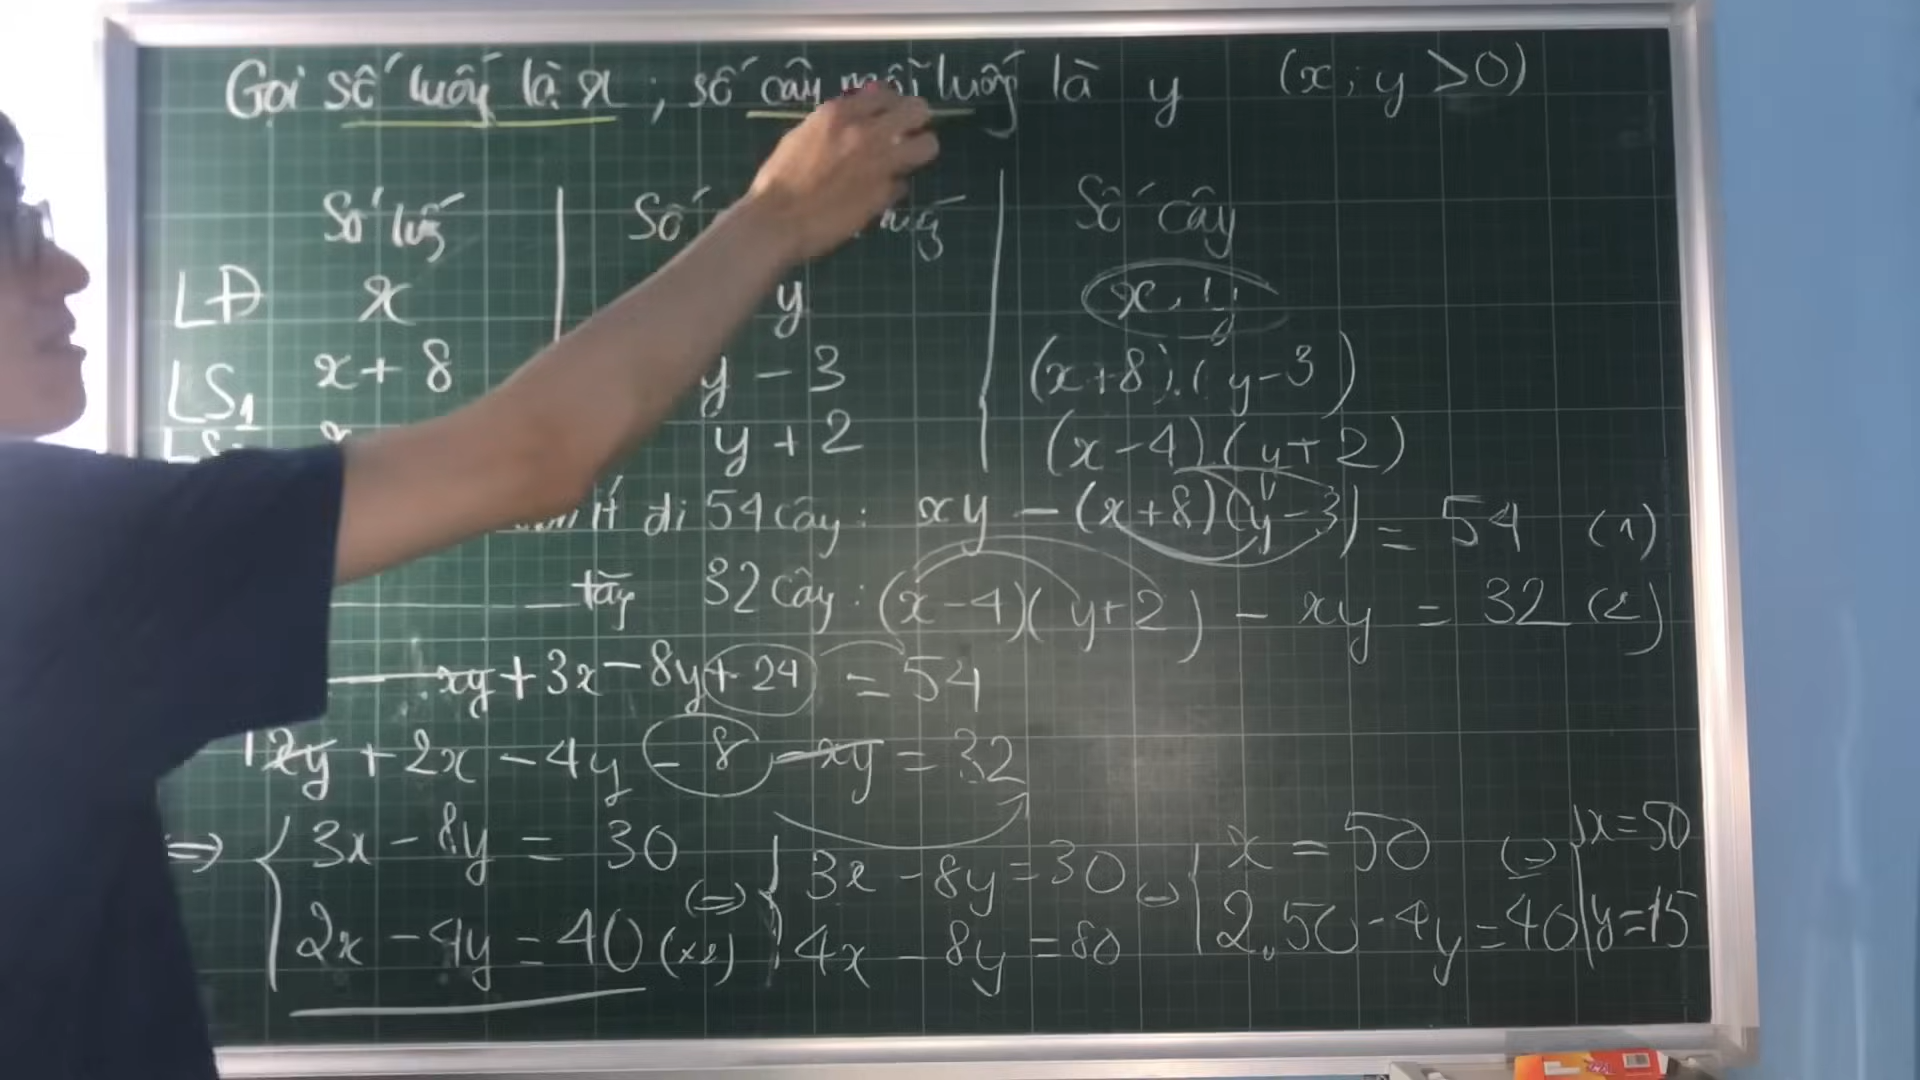 Gọi số luống là x ; số cây mỗi luống là y (x; y > 0)
Số luống Số Số cây
LĐ x y x.y
LS1 x + 8 y - 3 (x+8).(y-3)
y + 2 (x-4).(y+2)
ít đi 54 cây: xy - (x+8)(y-3) = 54 (1)
tăng 32 cây: (x-4)(y+2) - xy = 32 (2)
xy + 3x - 8y + 24 = 54
xy + 2x - 4y - 8 - xy = 32
=> { 3x - 8y = 30 (=) { 3x - 8y = 30 (=) { x = 50 (=) { x = 50
2x - 4y = 40 (x2) 4x - 8y = 80 2.50 - 4y = 40 y = 15